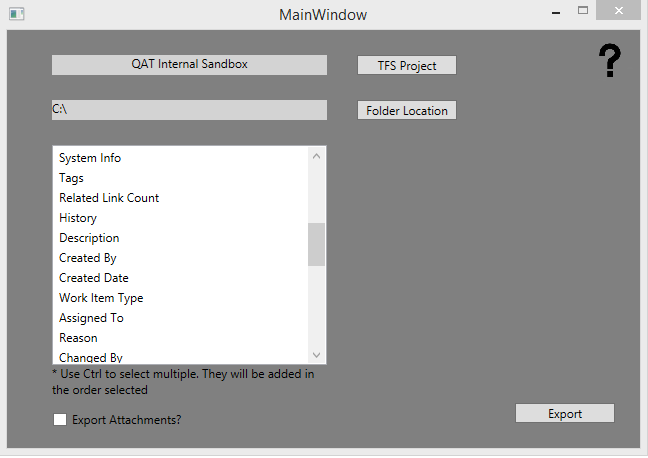 MainWindow
QAT Internal Sandbox
TFS Project
?
C:\
Folder Location
System Info
Tags
Related Link Count
History
Description
Created By
Created Date
Work Item Type
Assigned To
Reason
Changed By
* Use Ctrl to select multiple. They will be added in
the order selected
Export Attachments?
Export